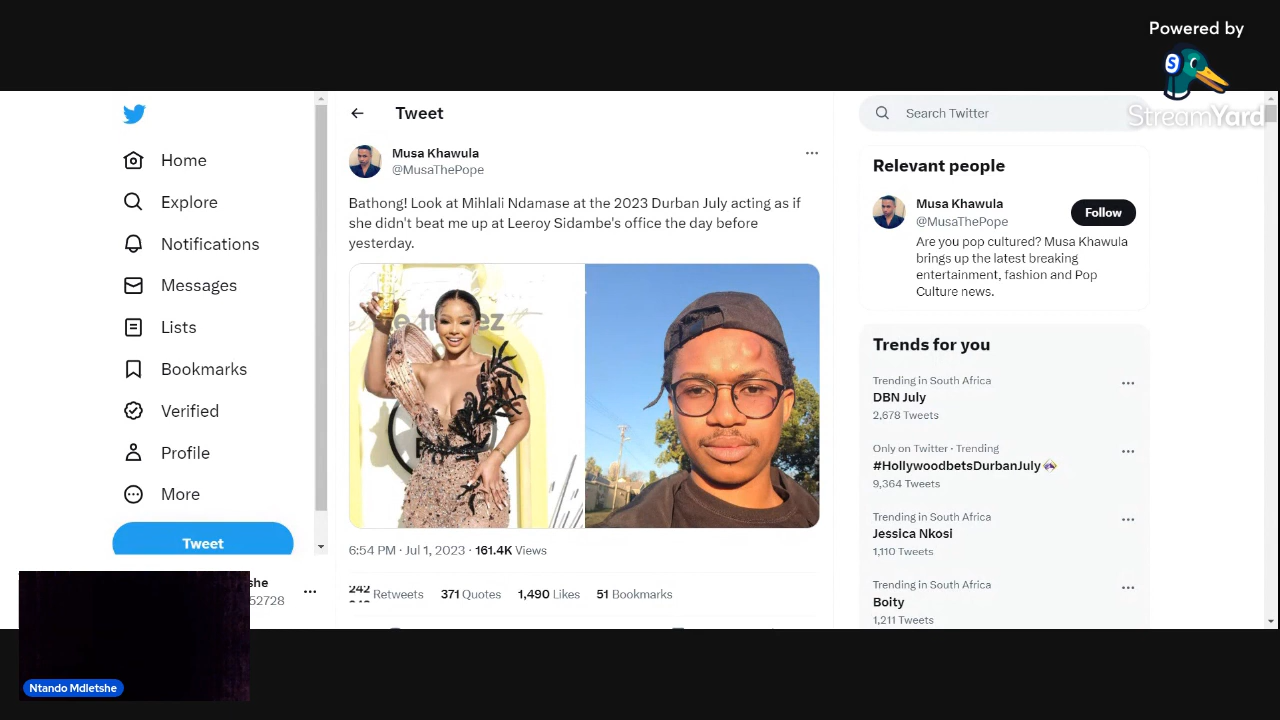 Powered by
S
StreamYard
Home
Explore
Notifications
Messages
Lists
Bookmarks
Verified
Profile
More
Tweet
she
52728
Ntando Mdletshe
Tweet
Musa Khawula
@MusaThePope
Bathong! Look at Mihlali Ndamase at the 2023 Durban July acting as if
she didn't beat me up at Leeroy Sidambe's office the day before
yesterday.
6:54 PM · Jul 1, 2023 · 161.4K Views
242 Retweets 371 Quotes 1,490 Likes 51 Bookmarks
Search Twitter
Relevant people
Musa Khawula
@MusaThePope
Follow
Are you pop cultured? Musa Khawula
brings up the latest breaking
entertainment, fashion and Pop
Culture news.
Trends for you
Trending in South Africa
DBN July
2,678 Tweets
Only on Twitter · Trending
#HollywoodbetsDurbanJuly
9,364 Tweets
Trending in South Africa
Jessica Nkosi
1,110 Tweets
Trending in South Africa
Boity
1,211 Tweets